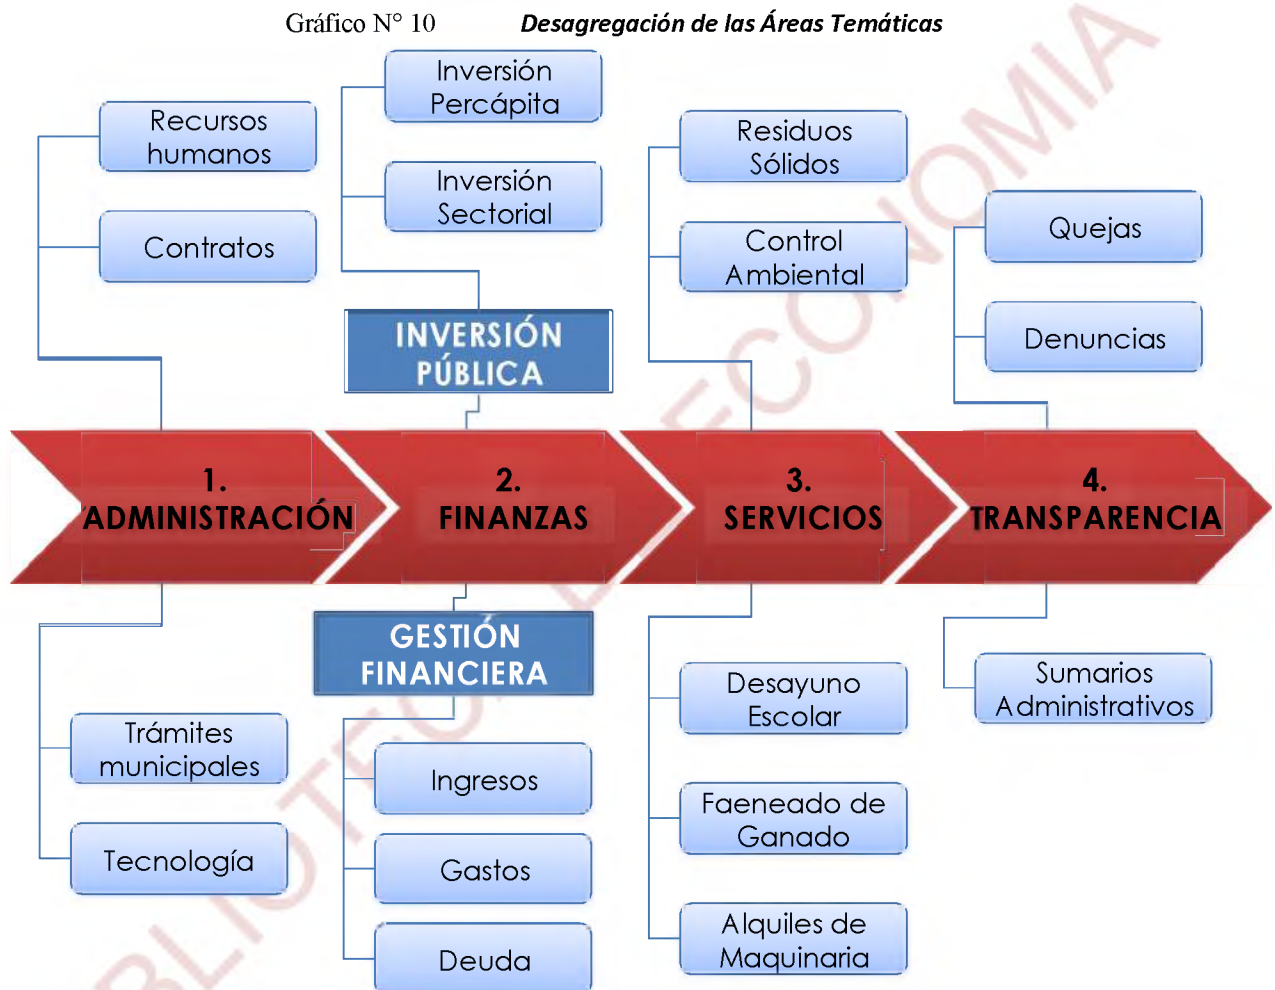 Gráfico N° 10 Desagregación de las Áreas Temáticas
Recursos
humanos
Contratos
Inversión
Percápita
Inversión
Sectorial
INVERSIÓN
PÚBLICA
Residuos
Sólidos
Control
Ambiental
Quejas
Denuncias
1.
ADMINISTRACIÓN
2.
FINANZAS
3.
SERVICIOS
4.
TRANSPARENCIA
Trámites
municipales
Tecnología
GESTIÓN
FINANCIERA
Ingresos
Gastos
Deuda
Desayuno
Escolar
Faeneado de
Ganado
Alquiles de
Maquinaria
Sumarios
Administrativos